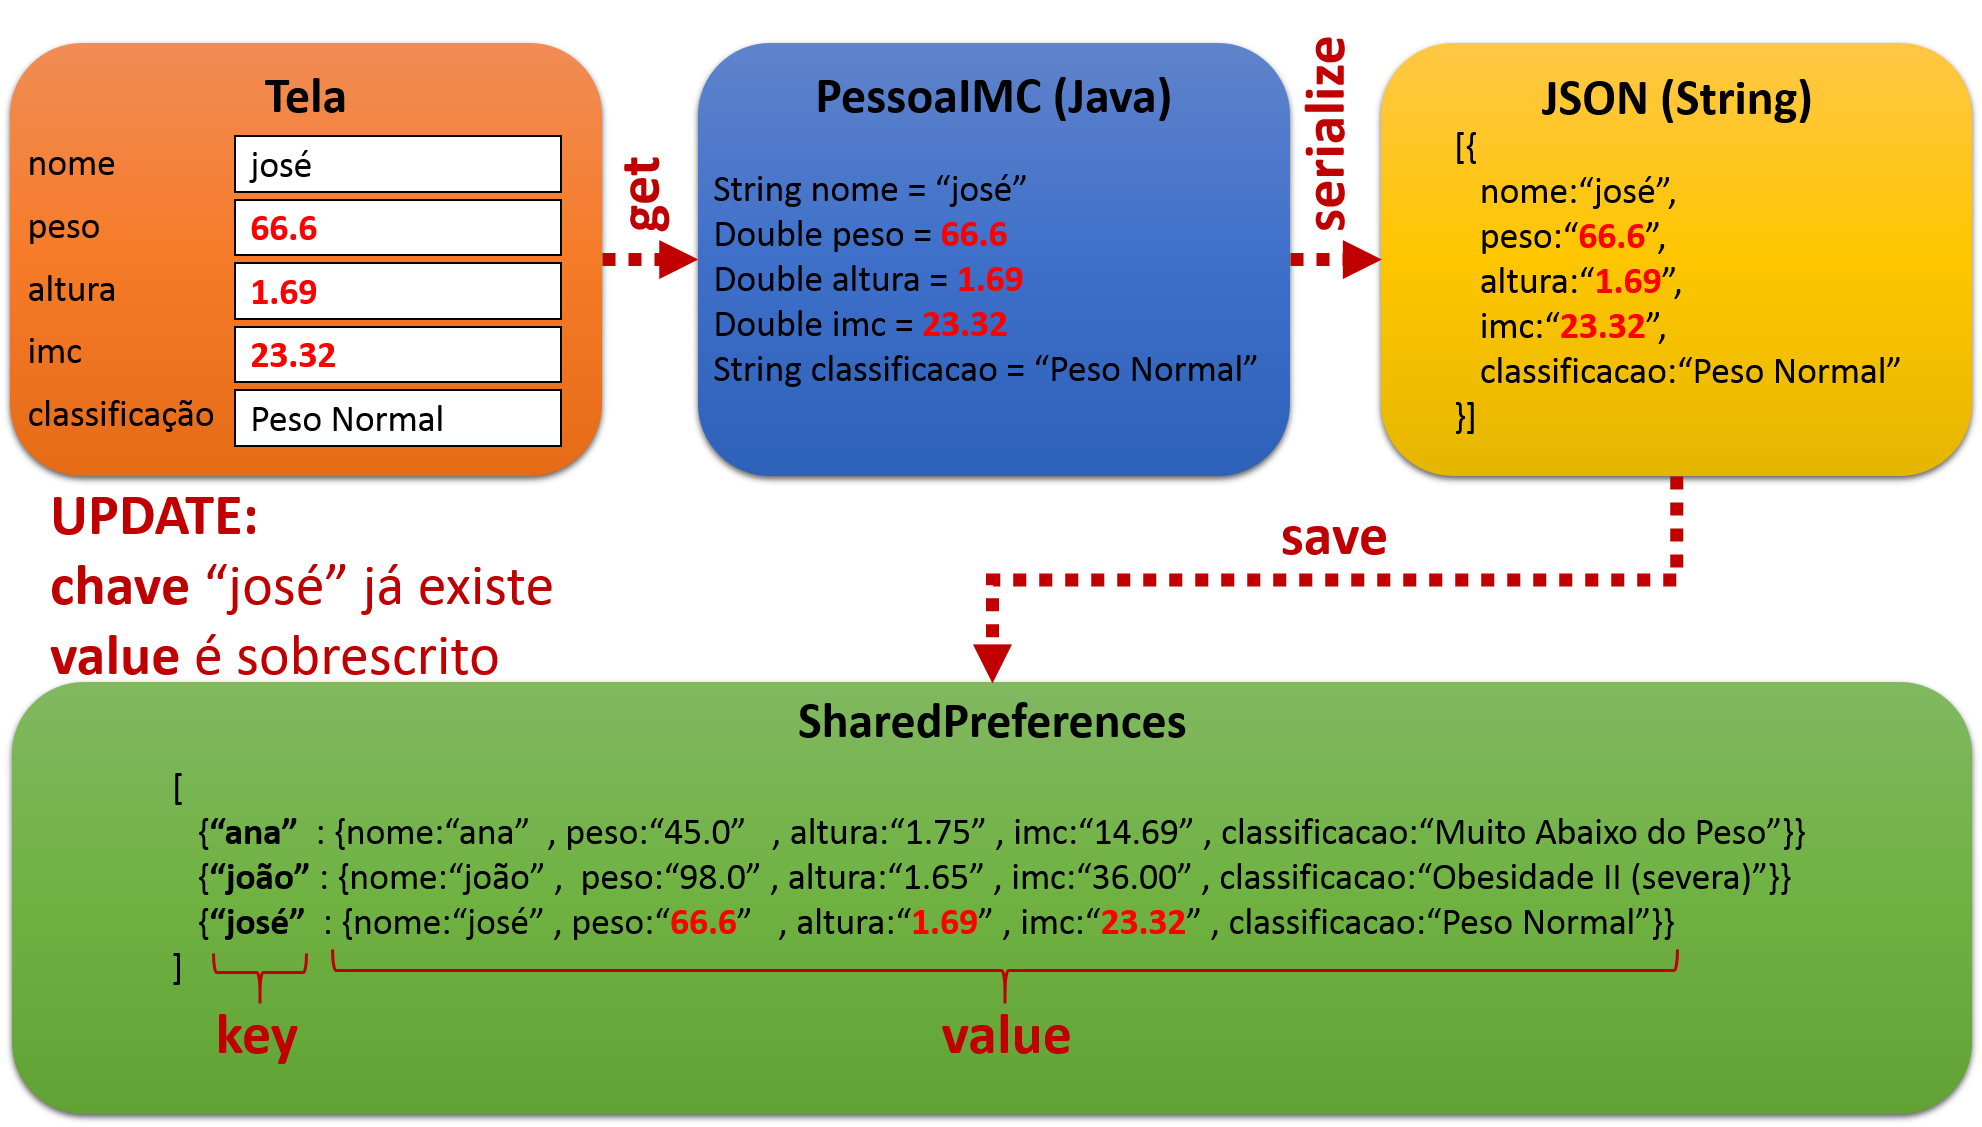 Tela
nome
josé
peso
66.6
altura
1.69
imc
23.32
classificação
Peso Normal
get
PessoaIMC (Java)
String nome = “josé”
Double peso = 66.6
Double altura = 1.69
Double imc = 23.32
String classificacao = “Peso Normal”
serialize
JSON (String)
[{
nome:“josé”,
peso:“66.6”,
altura:“1.69”,
imc:“23.32”,
classificacao:“Peso Normal”
}]
UPDATE:
chave “josé” já existe
value é sobrescrito
save
SharedPreferences
[
{“ana” : {nome:“ana” , peso:“45.0” , altura:“1.75” , imc:“14.69” , classificacao:“Muito Abaixo do Peso”}}
{“joão” : {nome:“joão” , peso:“98.0” , altura:“1.65” , imc:“36.00” , classificacao:“Obesidade II (severa)”}}
{“josé” : {nome:“josé” , peso:“66.6” , altura:“1.69” , imc:“23.32” , classificacao:“Peso Normal”}}
]
key
value